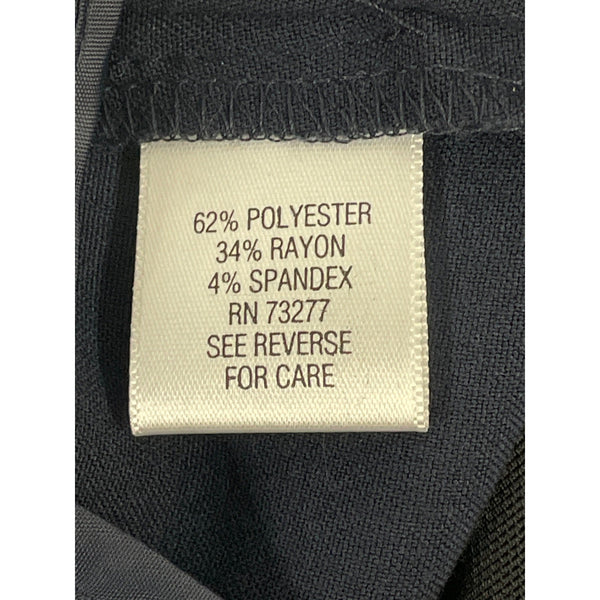 62% POLYESTER
34% RAYON
4% SPANDEX
RN 73277
SEE REVERSE
FOR CARE